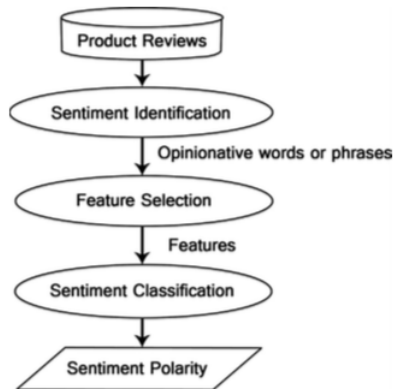 Product Reviews
Sentiment Identification
Opinionative words or phrases
Feature Selection
Features
Sentiment Classification
Sentiment Polarity